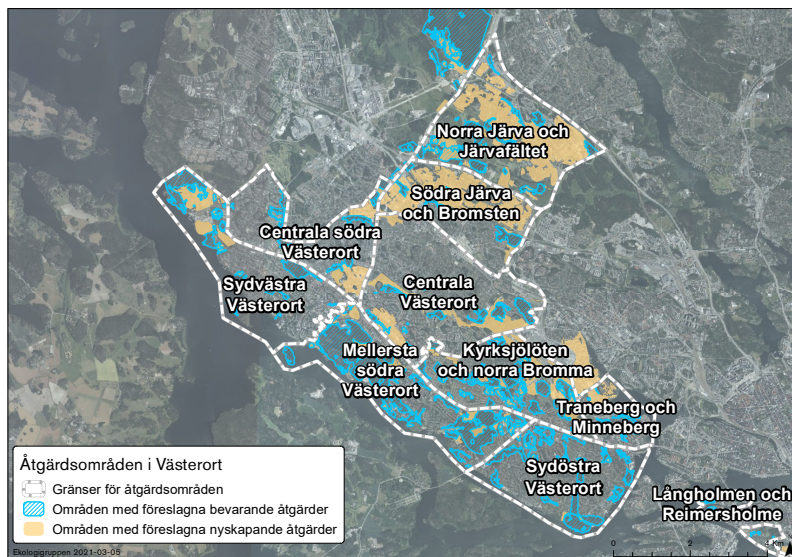 Norra Järva och
Järvafältet
Södra Järva
och Bromsten
Centrala södra
Västerort
Sydvästra
Västerort
Centrala
Västerort
Mellersta
södra
Västerort
Kyrksjölöten
och norra Bromma
Traneberg och
Minneberg
Sydöstra
Västerort
Långholmen och
Reimersholme
Åtgärdsområden i Västerort
Gränser för åtgärdsområden
Områden med föreslagna bevarande åtgärder
Områden med föreslagna nyskapande åtgärder
Ekologigruppen 2021-03-05
0 2 4 Km